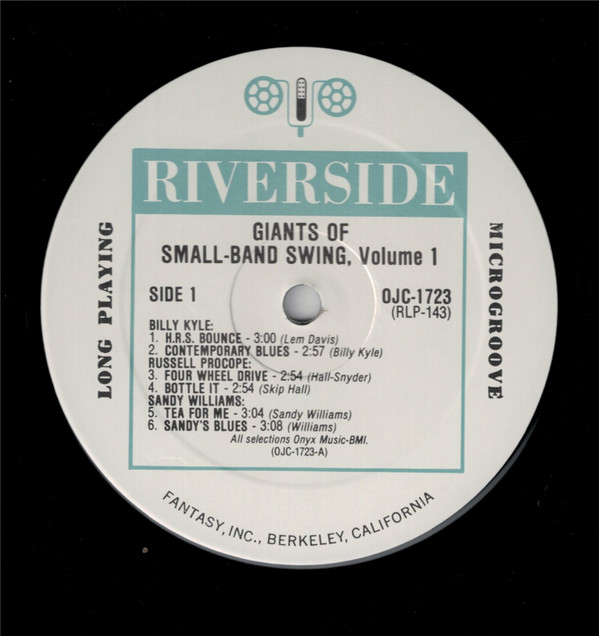 RIVERSIDE
GIANTS OF
SMALL-BAND SWING, Volume 1
LONG PLAYING
MICROGROOVE
SIDE 1
OJC-1723
(RLP-143)
BILLY KYLE:
1. H.R.S. BOUNCE - 3:00 (Lem Davis)
2. CONTEMPORARY BLUES - 2:57 (Billy Kyle)
RUSSELL PROCOPE:
3. FOUR WHEEL DRIVE - 2:54 (Hall-Snyder)
4. BOTTLE IT - 2:54 (Skip Hall)
SANDY WILLIAMS:
5. TEA FOR ME - 3:04 (Sandy Williams)
6. SANDY'S BLUES - 3:08 (Williams)
All selections Onyx Music-BMI.
(OJC-1723-A)
FANTASY, INC., BERKELEY, CALIFORNIA